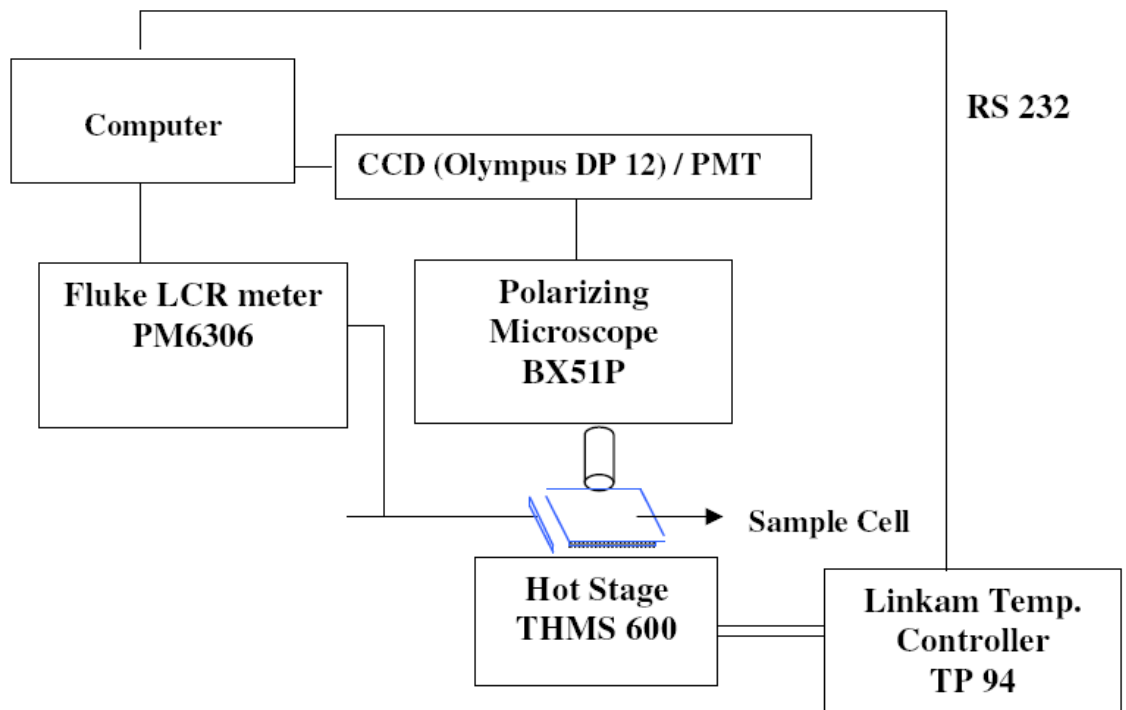 Computer
RS 232
CCD (Olympus DP 12) / PMT
Fluke LCR meter
PM6306
Polarizing
Microscope
BX51P
Sample Cell
Hot Stage
THMS 600
Linkam Temp.
Controller
TP 94